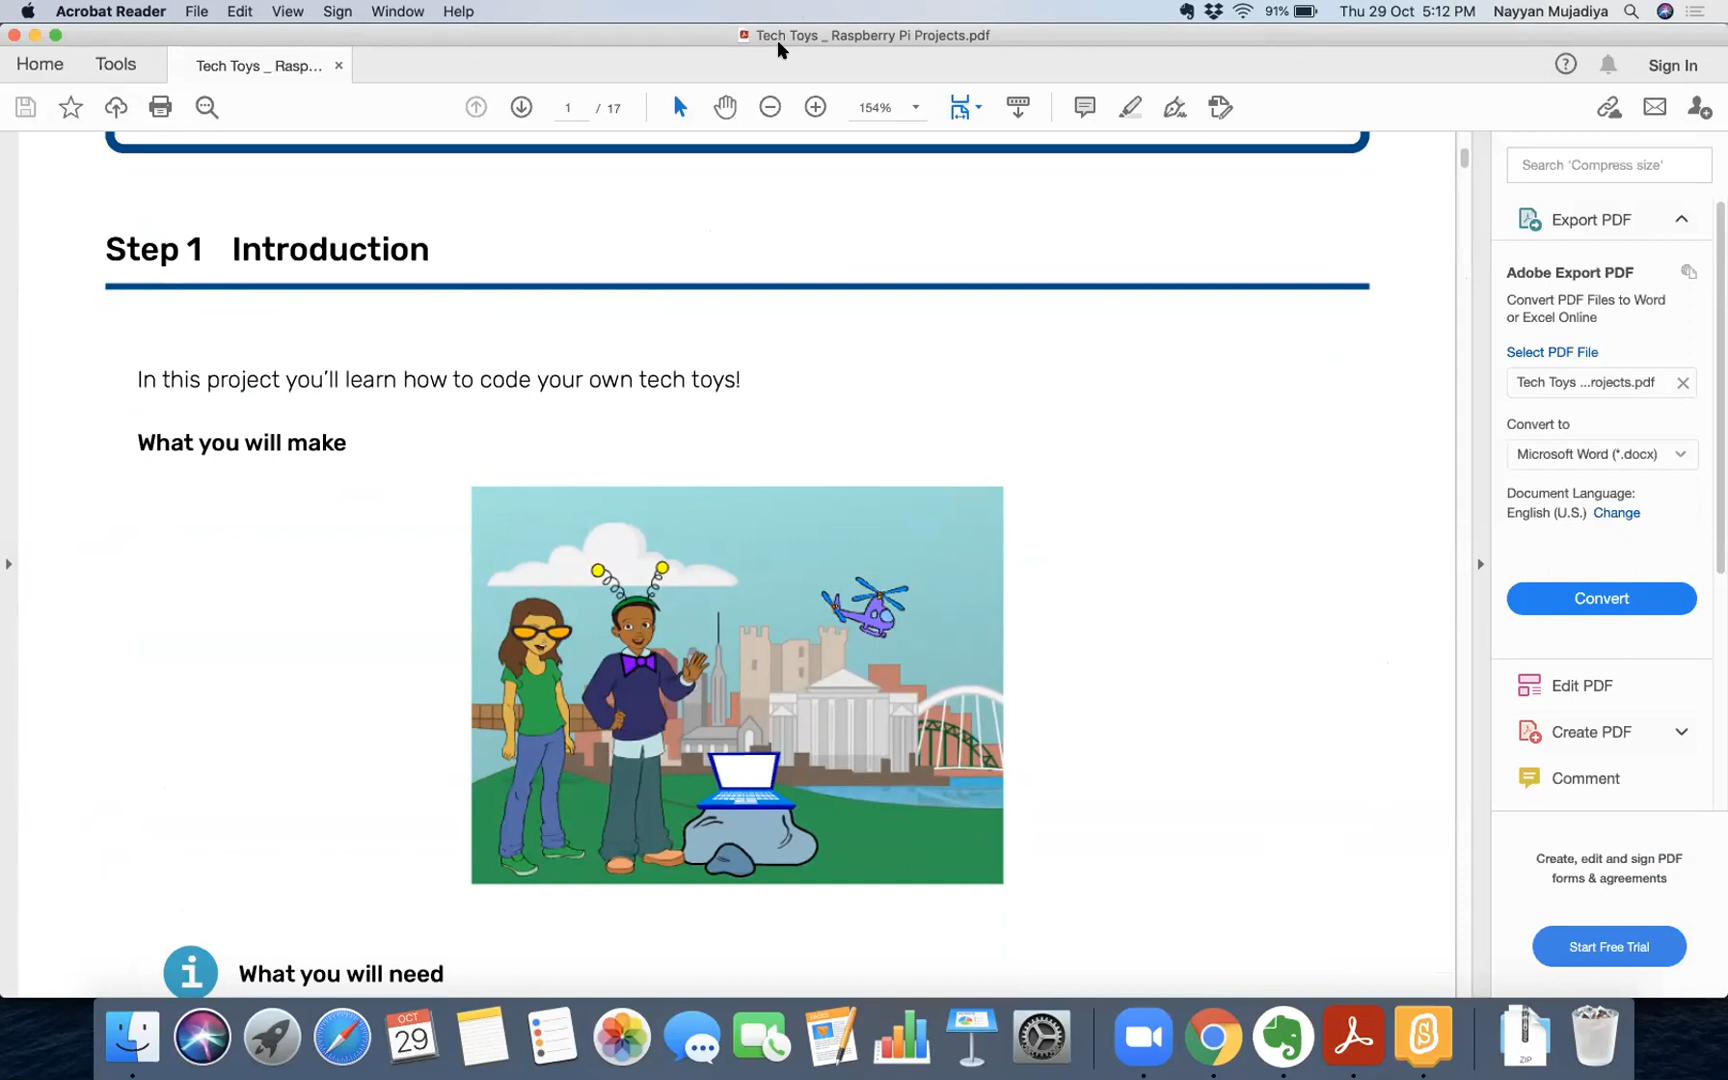 Acrobat Reader File Edit View Sign Window Help 91% Thu 29 Oct 5:12 PM Nayyan Mujadiya
Tech Toys _ Raspberry Pi Projects.pdf
Home Tools Tech Toys _ Rasp... × Sign In
1 / 17 154%
Search 'Compress size'
Export PDF
Step 1 Introduction
Adobe Export PDF
Convert PDF Files to Word
or Excel Online
Select PDF File
Tech Toys ...rojects.pdf
In this project you'll learn how to code your own tech toys!
Convert to
What you will make
Microsoft Word (*.docx)
Document Language:
English (U.S.) Change
Convert
Edit PDF
Create PDF
Comment
Create, edit and sign PDF
forms & agreements
Start Free Trial
i What you will need
OCT
29
ZIP